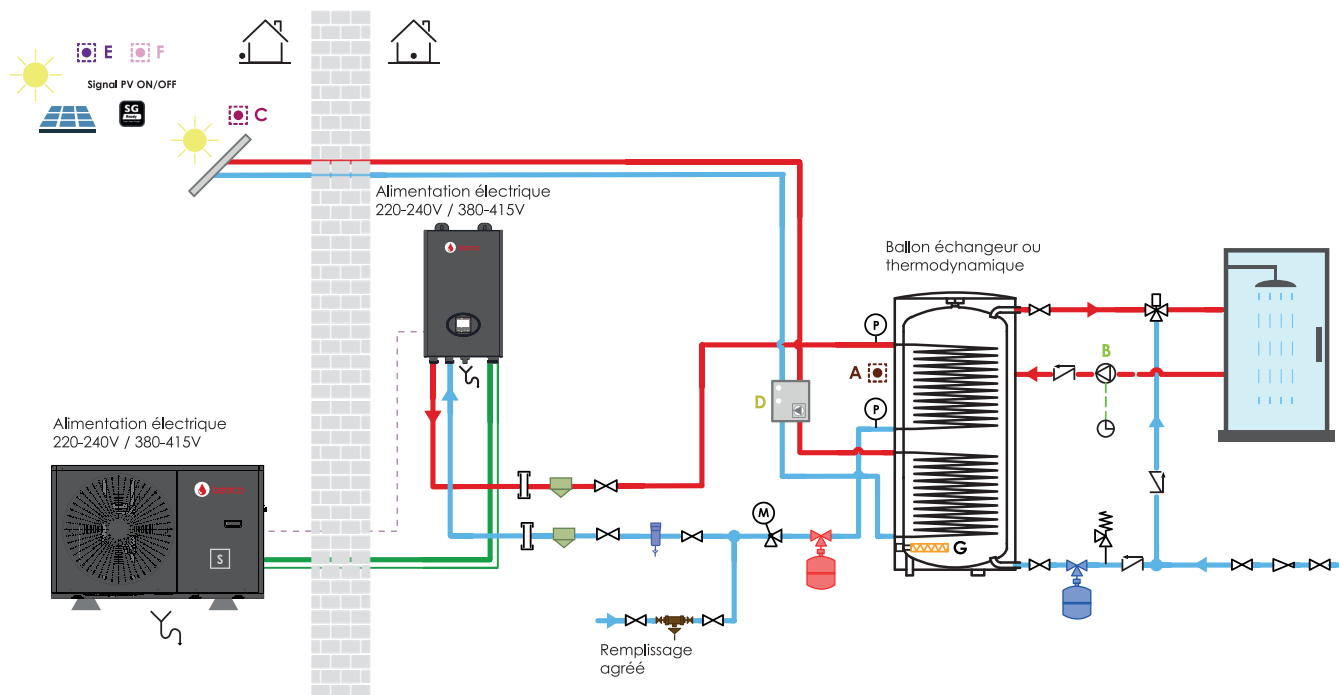 E
F
Signal PV ON/OFF
SG
Ready
C
Alimentation électrique
220-240V / 380-415V
Ballon échangeur ou
thermodynamique
P
A
B
D
P
Alimentation électrique
220-240V / 380-415V
M
S
G
Remplissage
agréé